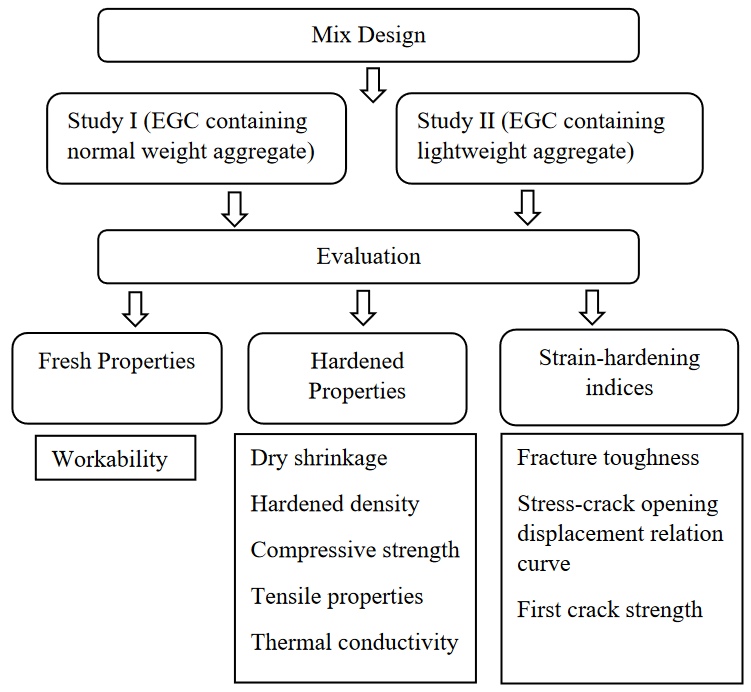 Mix Design
Study I (EGC containing
normal weight aggregate)
Study II (EGC containing
lightweight aggregate)
Evaluation
Fresh Properties
Hardened
Properties
Strain-hardening
indices
Workability
Dry shrinkage
Hardened density
Compressive strength
Tensile properties
Thermal conductivity
Fracture toughness
Stress-crack opening
displacement relation
curve
First crack strength